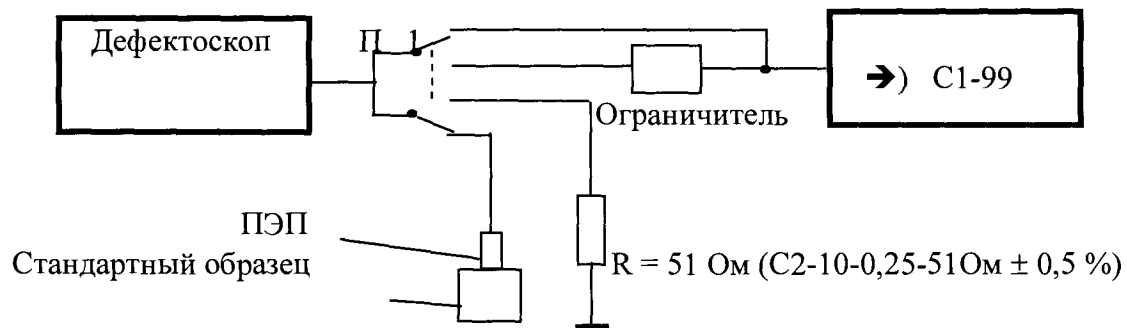 Дефектоскоп
П 1
➔) С1-99
Ограничитель
ПЭП
Стандартный образец
R = 51 Ом (С2-10-0,25-51Ом ± 0,5 %)